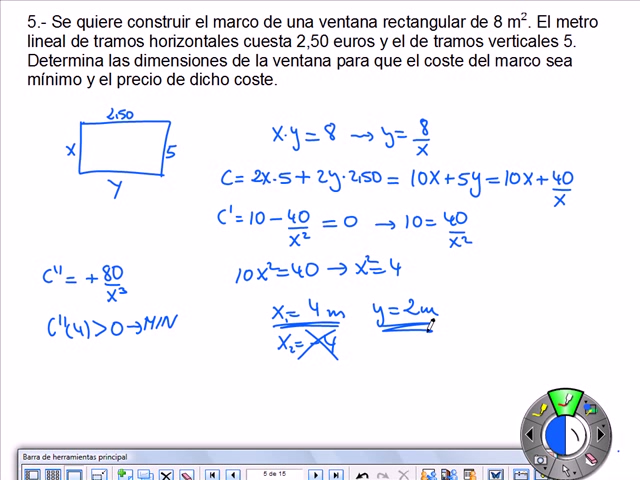 5.- Se quiere construir el marco de una ventana rectangular de 8 m². El metro
lineal de tramos horizontales cuesta 2,50 euros y el de tramos verticales 5.
Determina las dimensiones de la ventana para que el coste del marco sea
mínimo y el precio de dicho coste.
2.50
x
5
y
x·y = 8 → y = 8/x
C = 2x·5 + 2y·2,50 = 10x + 5y = 10x + 40/x
C' = 10 - 40/x² = 0 → 10 = 40/x²
10x² = 40 → x² = 4
C'' = + 80/x³
C''(4) > 0 → MIN
x₁ = 4 m y = 2 m
x₂ = -4
Barra de herramientas principal
5 de 15